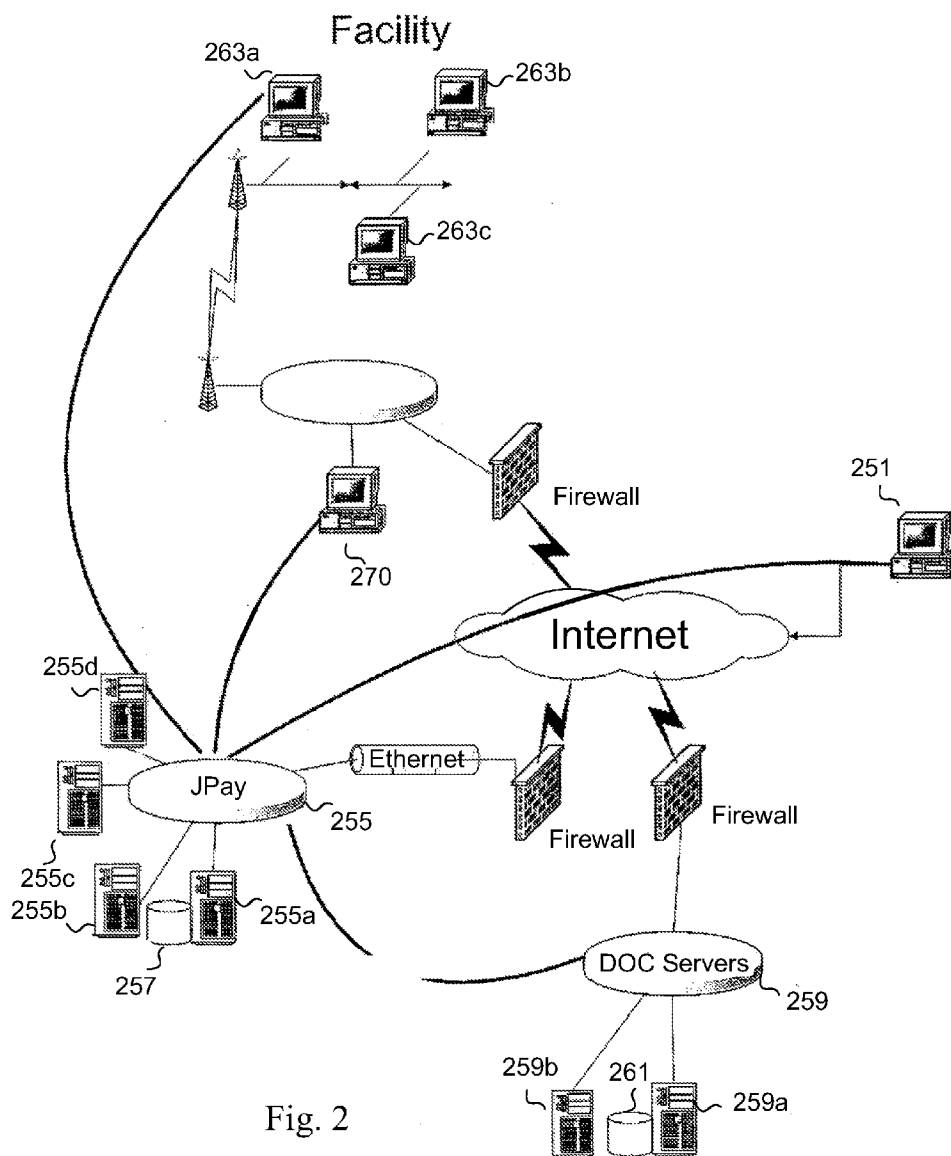 Facility
263a
263b
263c
Firewall
251
270
Internet
255d
Ethernet
JPay
255
Firewall
Firewall
255c
255b
255a
257
DOC Servers
259
259b
261
259a
Fig. 2